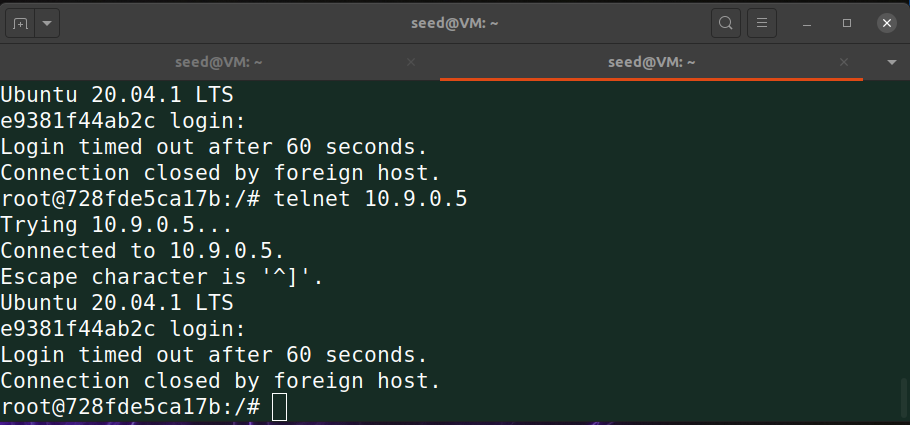 seed@VM: ~
seed@VM: ~
seed@VM: ~
Ubuntu 20.04.1 LTS
e9381f44ab2c login:
Login timed out after 60 seconds.
Connection closed by foreign host.
root@728fde5ca17b:/# telnet 10.9.0.5
Trying 10.9.0.5...
Connected to 10.9.0.5.
Escape character is '^]'.
Ubuntu 20.04.1 LTS
e9381f44ab2c login:
Login timed out after 60 seconds.
Connection closed by foreign host.
root@728fde5ca17b:/#